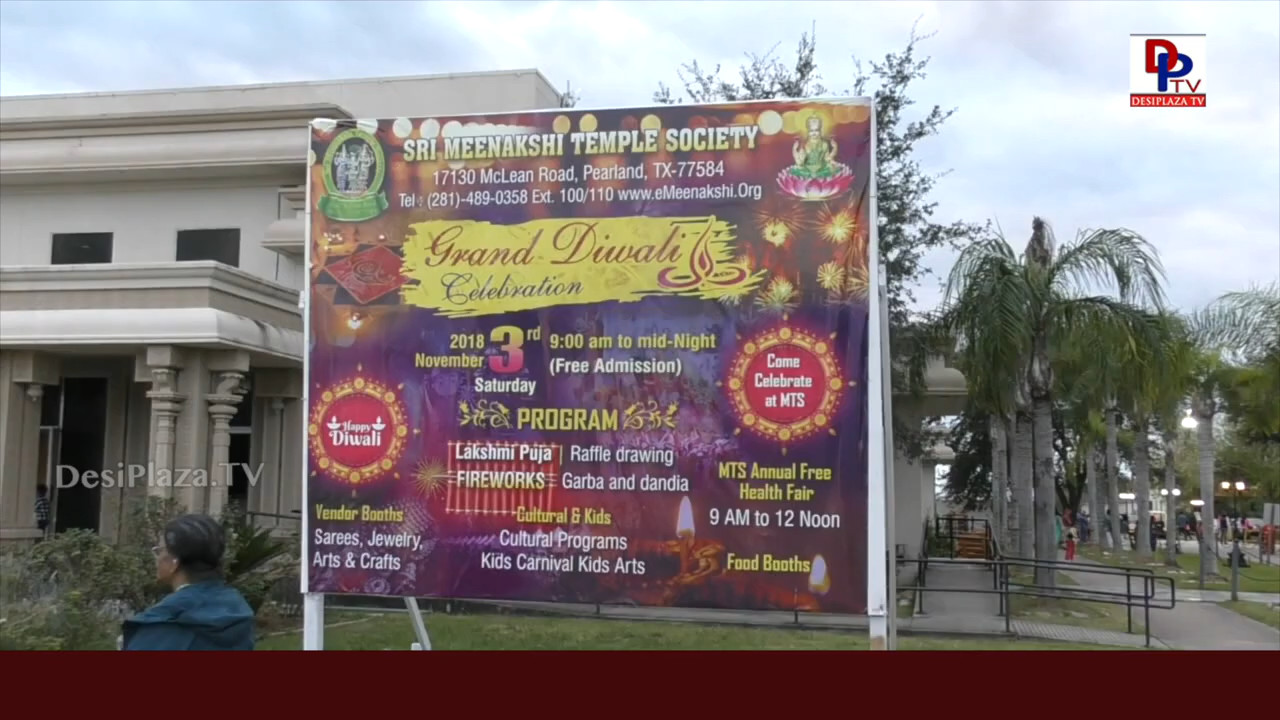 DPTV
DESIPLAZA TV
SRI MEENAKSHI TEMPLE SOCIETY
17130 McLean Road, Pearland, TX-77584
Tel : (281)-489-0358 Ext. 100/110 www.eMeenakshi.Org
Grand Diwali
Celebration
2018
November 3rd
Saturday
9:00 am to mid-Night
(Free Admission)
Come
Celebrate
at MTS
Happy
Diwali
PROGRAM
Lakshmi Puja | Raffle drawing
FIREWORKS Garba and dandia
MTS Annual Free
Health Fair
9 AM to 12 Noon
Vendor Booths
Sarees, Jewelry,
Arts & Crafts
Cultural & Kids
Cultural Programs
Kids Carnival Kids Arts
Food Booths
DesiPlaza.TV